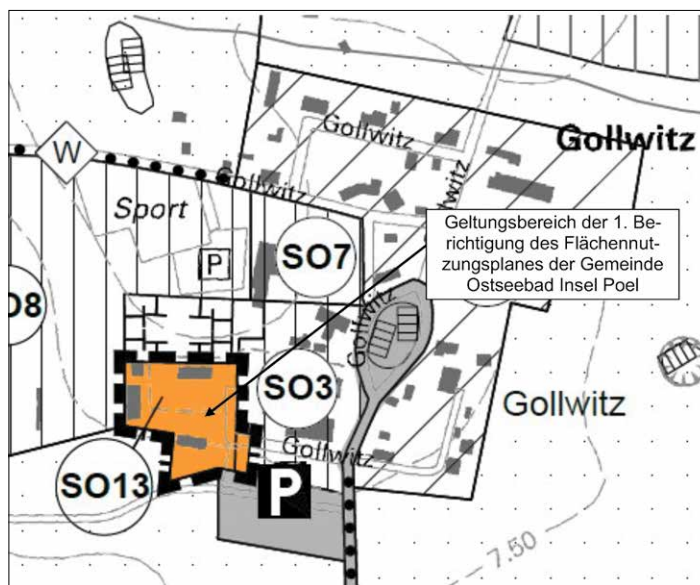 Gollwitz
Gollwitz
W
Gollwitz
Sport
Geltungsbereich der 1. Be-
richtigung des Flächennut-
zungsplanes der Gemeinde
Ostseebad Insel Poel
P
SO7
Gollwitz
SO3
Gollwitz
Gollwitz
SO13
P
7.50